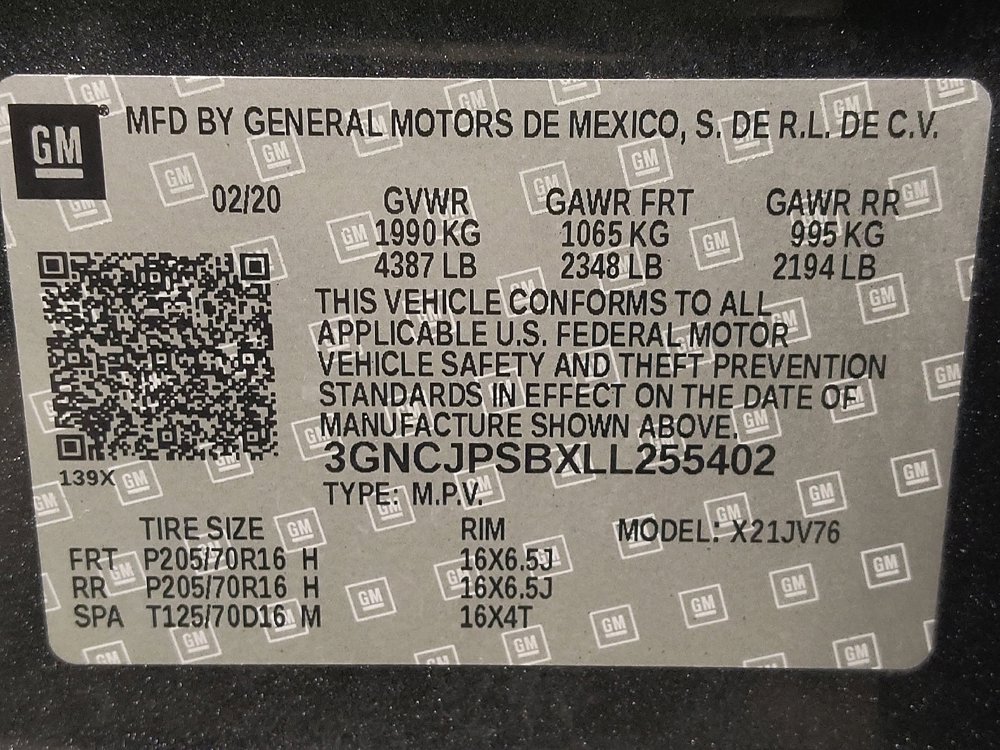 GM® MFD BY GENERAL MOTORS DE MEXICO, S. DE R.L. DE C.V.
02/20 GVWR GAWR FRT GAWR RR
1990 KG 1065 KG 995 KG
4387 LB 2348 LB 2194 LB
THIS VEHICLE CONFORMS TO ALL
APPLICABLE U.S. FEDERAL MOTOR
VEHICLE SAFETY AND THEFT PREVENTION
STANDARDS IN EFFECT ON THE DATE OF
MANUFACTURE SHOWN ABOVE.
3GNCJPSBXLL255402
139X
TYPE: M.P.V.
TIRE SIZE RIM MODEL: X21JV76
FRT P205/70R16 H 16X6.5J
RR P205/70R16 H 16X6.5J
SPA T125/70D16 M 16X4T